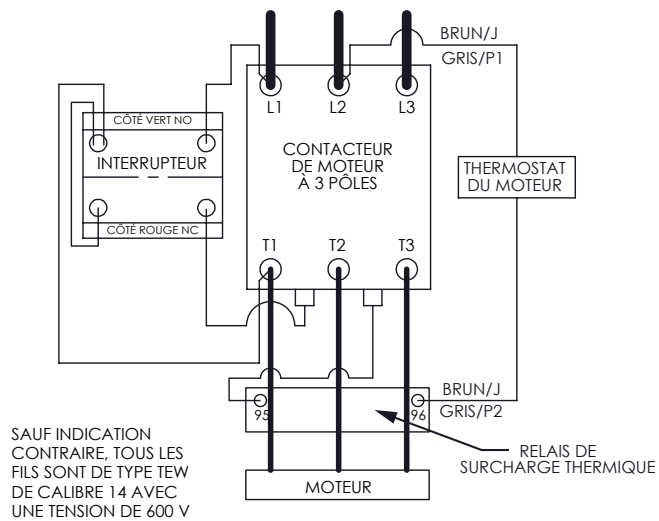 BRUN/J
GRIS/P1
L1
L2
L3
CÔTÉ VERT NO
INTERRUPTEUR
CÔTÉ ROUGE NC
CONTACTEUR
DE MOTEUR
À 3 PÔLES
THERMOSTAT
DU MOTEUR
T1
T2
T3
BRUN/J
GRIS/P2
95
96
RELAIS DE
SURCHARGE THERMIQUE
MOTEUR
SAUF INDICATION
CONTRAIRE, TOUS LES
FILS SONT DE TYPE TEW
DE CALIBRE 14 AVEC
UNE TENSION DE 600 V